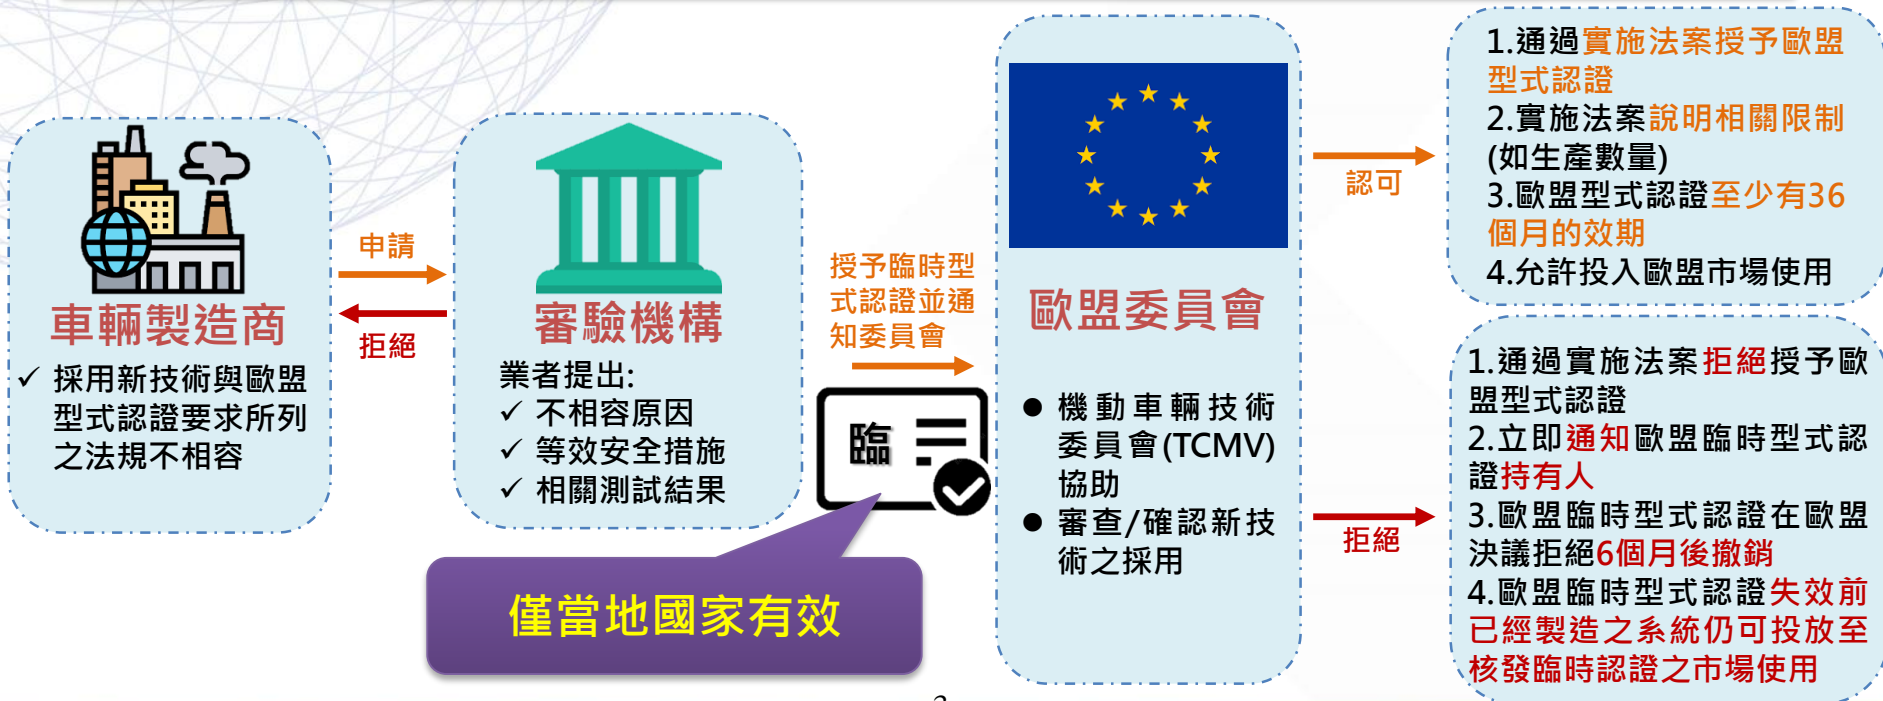 車輛製造商
✓ 採用新技術與歐盟
型式認證要求所列
之法規不相容
申請
拒絕
審驗機構
業者提出:
✓ 不相容原因
✓ 等效安全措施
✓ 相關測試結果
授予臨時型
式認證並通
知委員會
臨
僅當地國家有效
歐盟委員會
● 機動車輛技術
委員會(TCMV)
協助
● 審查/確認新技
術之採用
認可
1.通過實施法案授予歐盟
型式認證
2.實施法案說明相關限制
(如生產數量)
3.歐盟型式認證至少有36
個月的效期
4.允許投入歐盟市場使用
拒絕
1.通過實施法案拒絕授予歐
盟型式認證
2.立即通知歐盟臨時型式認
證持有人
3.歐盟臨時型式認證在歐盟
決議拒絕6個月後撤銷
4.歐盟臨時型式認證失效前
已經製造之系統仍可投放至
核發臨時認證之市場使用